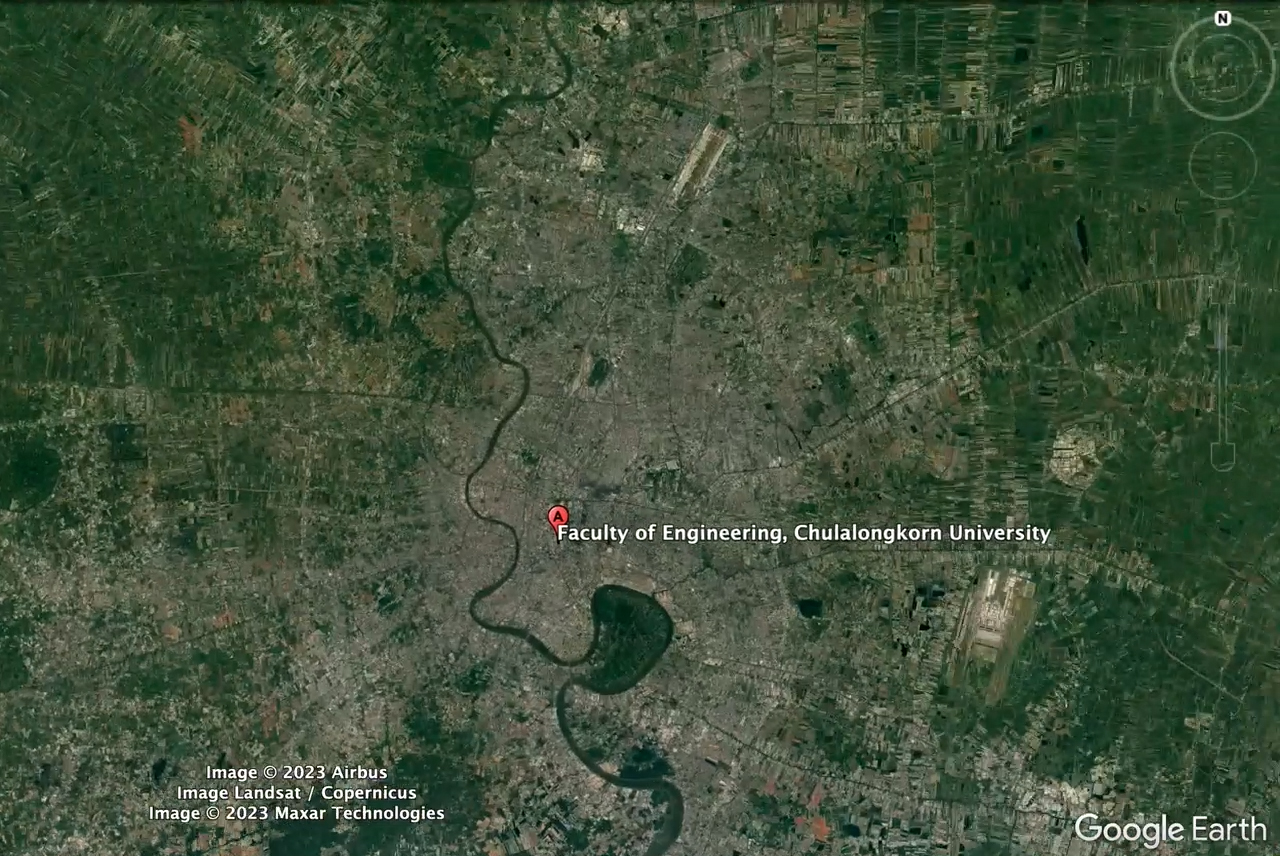 N
A
Faculty of Engineering, Chulalongkorn University
Image © 2023 Airbus
Image Landsat / Copernicus
Image © 2023 Maxar Technologies
Google Earth